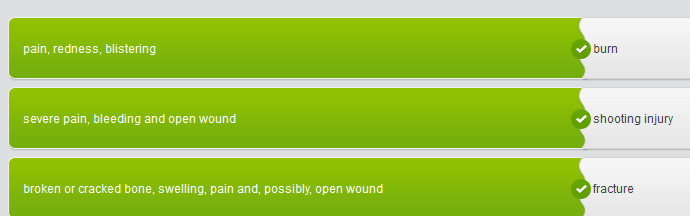 pain, redness, blistering burn
severe pain, bleeding and open wound shooting injury
broken or cracked bone, swelling, pain and, possibly, open wound fracture